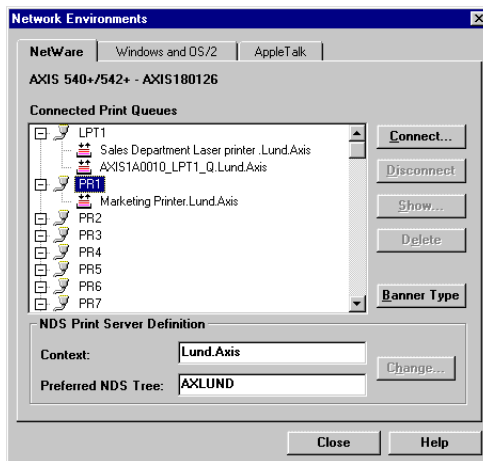 Network Environments
NetWare Windows and OS/2 AppleTalk
AXIS 540+/542+ - AXIS180126
Connected Print Queues
LPT1
Sales Department Laser printer .Lund.Axis
AXIS1A0010_LPT1_Q.Lund.Axis
PR1
Marketing Printer.Lund.Axis
PR2
PR3
PR4
PR5
PR6
PR7
Connect...
Disconnect
Show...
Delete
Banner Type
NDS Print Server Definition
Context: Lund.Axis
Preferred NDS Tree: AXLUND
Change...
Close Help